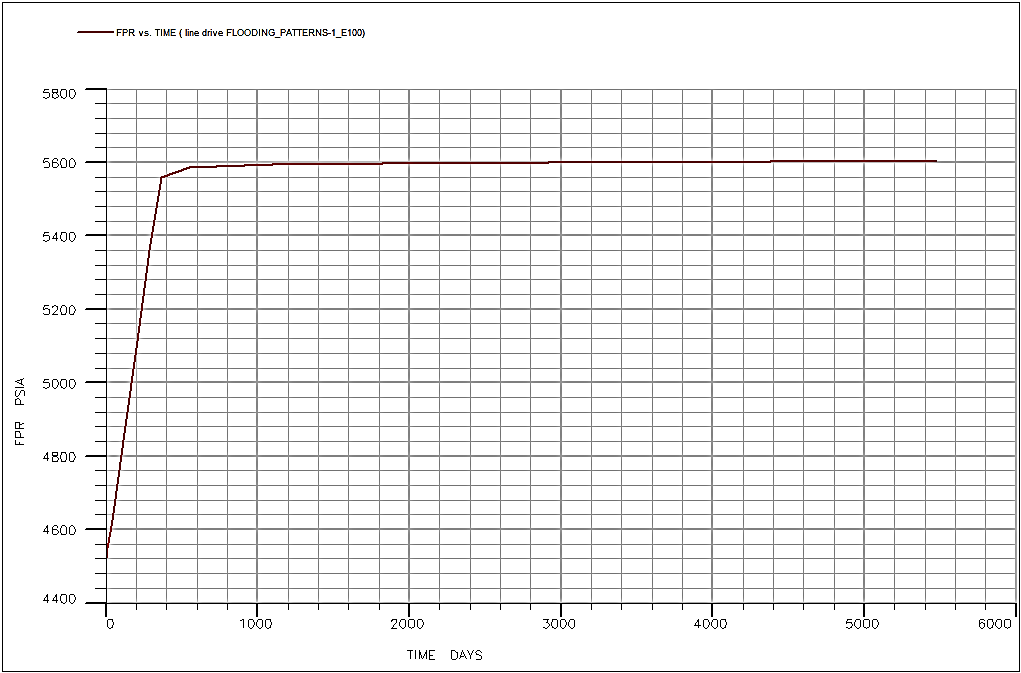 FPR vs. TIME ( line drive FLOODING_PATTERNS-1_E100)
5800
5600
5400
5200
5000
4800
4600
4400
FPR PSIA
0 1000 2000 3000 4000 5000 6000
TIME DAYS